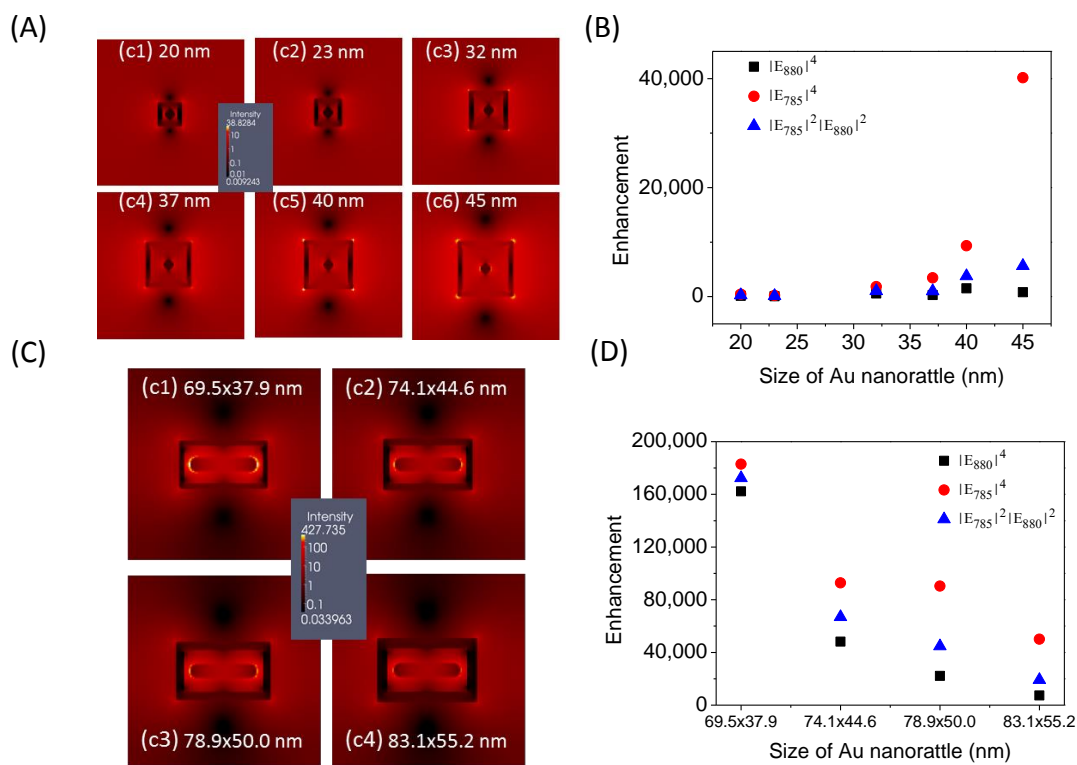 (A)
(c1) 20 nm
(c2) 23 nm
(c3) 32 nm
Intensity
38.8284
10
1
0.1
0.01
0.009243
(c4) 37 nm
(c5) 40 nm
(c6) 45 nm
(B)
40,000
20,000
0
Enhancement
|E880|^4
|E785|^4
|E785|^2|E880|^2
20 25 30 35 40 45
Size of Au nanorattle (nm)
(C)
(c1) 69.5x37.9 nm
(c2) 74.1x44.6 nm
Intensity
427.735
100
10
1
0.1
0.033963
(c3) 78.9x50.0 nm
(c4) 83.1x55.2 nm
(D)
200,000
160,000
120,000
80,000
40,000
0
Enhancement
|E880|^4
|E785|^4
|E785|^2|E880|^2
69.5x37.9 74.1x44.6 78.9x50.0 83.1x55.2
Size of Au nanorattle (nm)